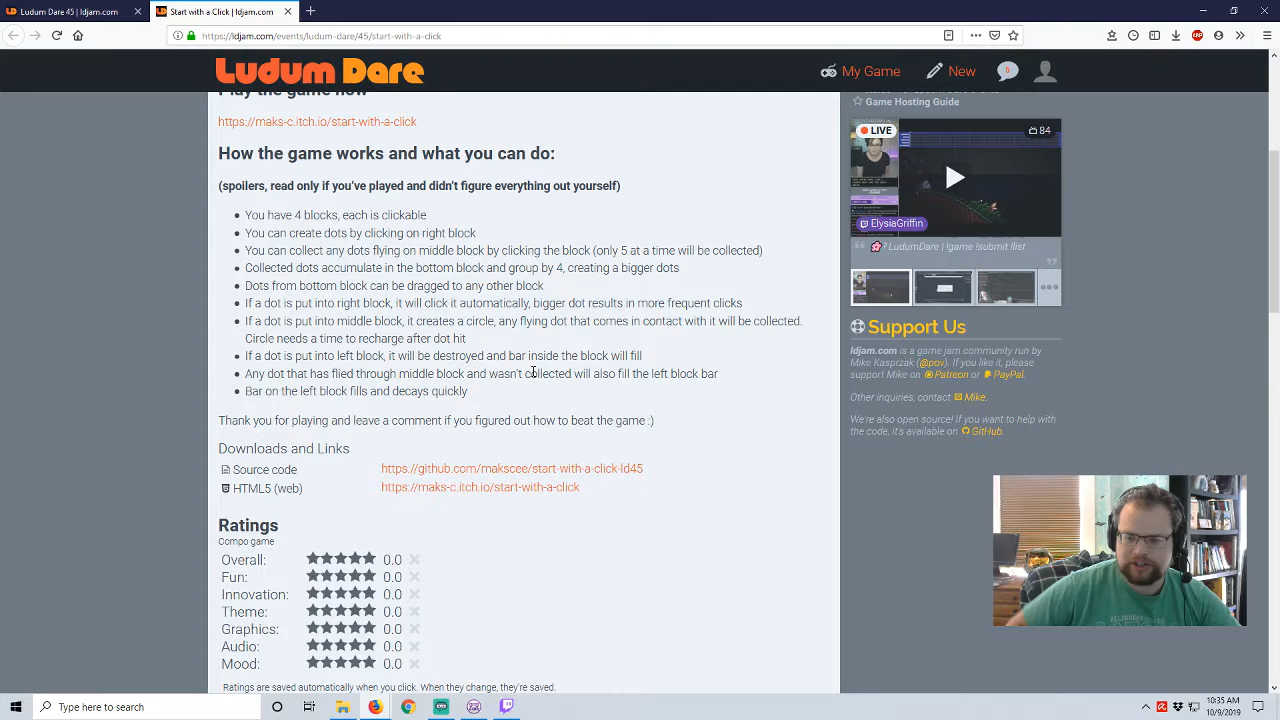 Ludum Dare 45 | ldjam.com
Start with a Click | ldjam.com
https://ldjam.com/events/ludum-dare/45/start-with-a-click
ABP
Ludum Dare
My Game
New
5
Play the game now
https://maks-c.itch.io/start-with-a-click
How the game works and what you can do:
(spoilers, read only if you've played and didn't figure everything out yourself)
You have 4 blocks, each is clickable
You can create dots by clicking on right block
You can collect any dots flying on middle block by clicking the block (only 5 at a time will be collected)
Collected dots accumulate in the bottom block and group by 4, creating a bigger dots
Dots from bottom block can be dragged to any other block
If a dot is put into right block, it will click it automatically, bigger dot results in more frequent clicks
If a dot is put into middle block, it creates a circle, any flying dot that comes in contact with it will be collected.
Circle needs a time to recharge after dot hit
If a dot is put into left block, it will be destroyed and bar inside the block will fill
Any dot that was flied through middle block and wasn't collected will also fill the left block bar
Bar on the left block fills and decays quickly
Thank you for playing and leave a comment if you figured out how to beat the game :)
Downloads and Links
Source code
https://github.com/makscee/start-with-a-click-ld45
HTML5 (web)
https://maks-c.itch.io/start-with-a-click
Ratings
Compo game
Overall: 0.0
Fun: 0.0
Innovation: 0.0
Theme: 0.0
Graphics: 0.0
Audio: 0.0
Mood: 0.0
Ratings are saved automatically when you click. When they change, they're saved.
Game Hosting Guide
LIVE
84
ElysiaGriffin
? LudumDare | !game !submit !list
Support Us
ldjam.com is a game jam community run by
Mike Kasprzak (@pov). If you want to help,
please
support Mike on Patreon or PayPal.
Other inquiries, contact Mike.
We're also open source! If you want to help with
the code, it's available on GitHub.
Type here to search
10:35 AM
10/9/2019